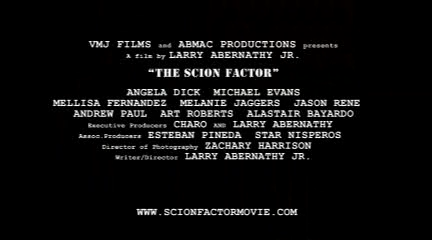 VMJ FILMS and ABMAC PRODUCTIONS presents
A film by LARRY ABERNATHY JR.
"THE SCION FACTOR"
ANGELA DICK MICHAEL EVANS
MELLISA FERNANDEZ MELANIE JAGGERS JASON RENE
ANDREW PAUL ART ROBERTS ALASTAIR BAYARDO
Executive Producers CHARO AND LARRY ABERNATHY
Assoc.Producers ESTEBAN PINEDA STAR NISPEROS
Director of Photography ZACHARY HARRISON
Writer/Director LARRY ABERNATHY JR.
WWW.SCIONFACTORMOVIE.COM